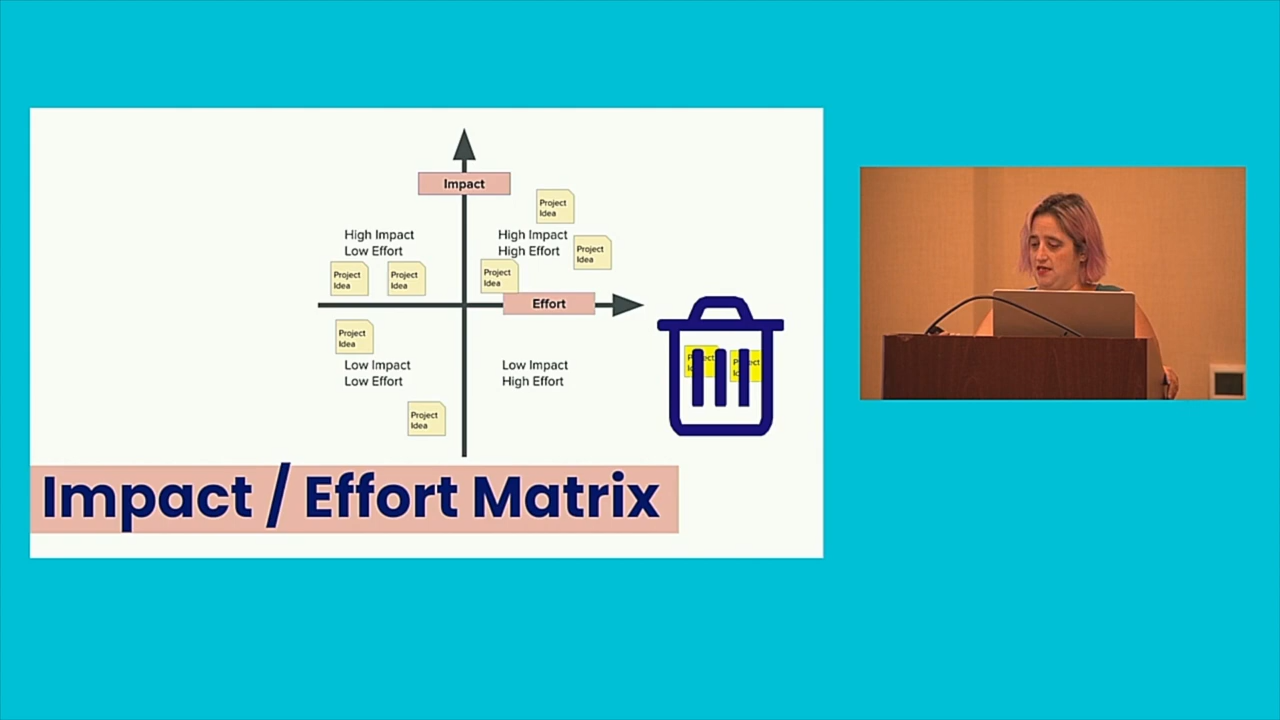 Impact
Project
Idea
High Impact
Low Effort
High Impact
High Effort
Project
Idea
Project
Idea
Project
Idea
Project
Idea
Effort
Project
Idea
Low Impact
Low Effort
Low Impact
High Effort
Project
Idea
Impact / Effort Matrix